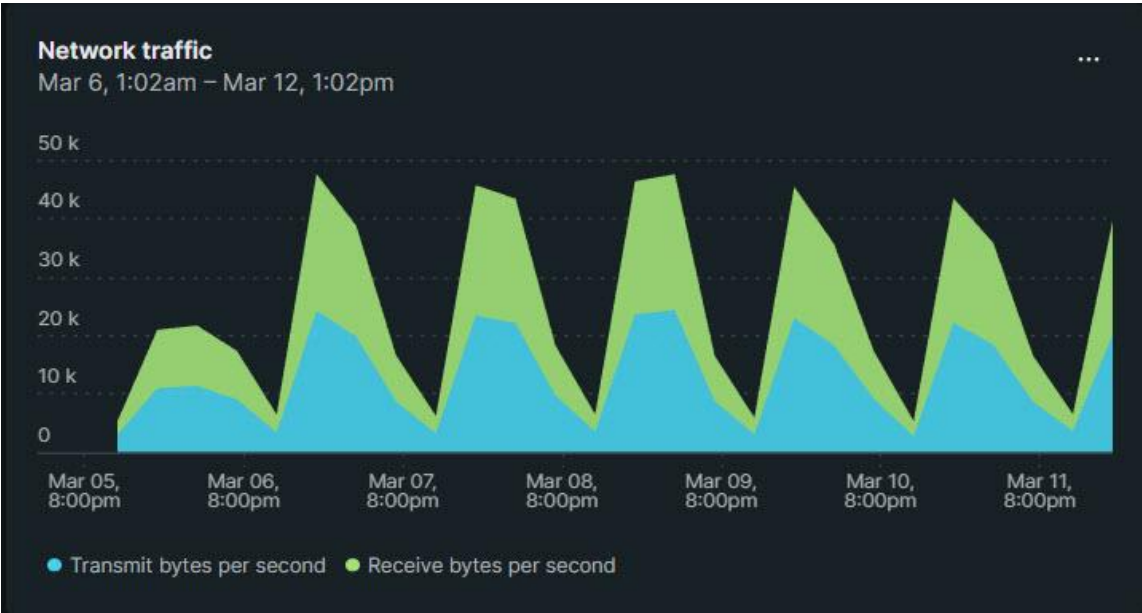 Network traffic
...
Mar 6, 1:02am – Mar 12, 1:02pm
50 k
40 k
30 k
20 k
10 k
0
Mar 05, Mar 06, Mar 07, Mar 08, Mar 09, Mar 10, Mar 11,
8:00pm 8:00pm 8:00pm 8:00pm 8:00pm 8:00pm 8:00pm
Transmit bytes per second Receive bytes per second